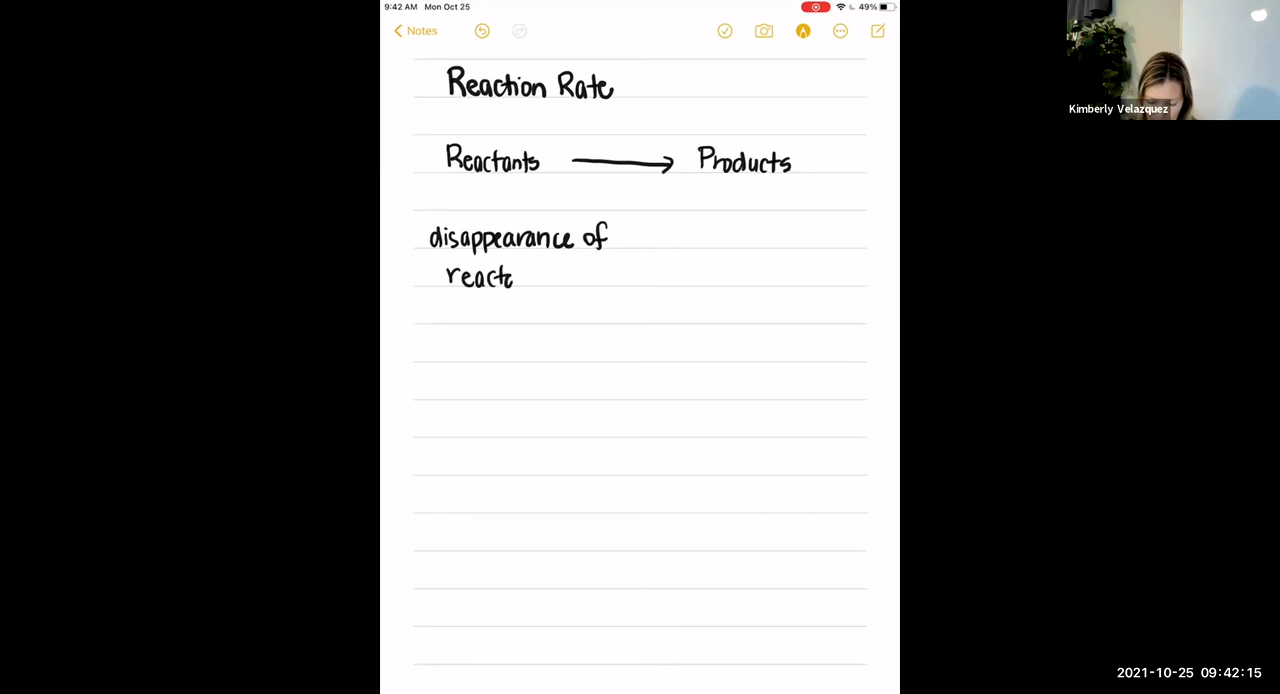 9:42 AM Mon Oct 25
49%
Notes
Reaction Rate
Reactants → Products
disappearance of
reacta
Kimberly Velazquez
2021-10-25 09:42:15